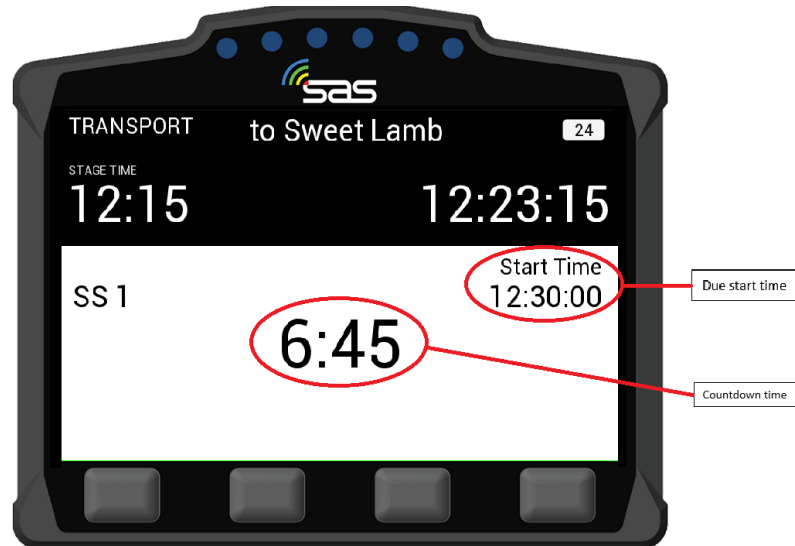 sas
TRANSPORT to Sweet Lamb 24
STAGE TIME
12:15 12:23:15
Start Time
12:30:00
SS 1
6:45
Due start time
Countdown time